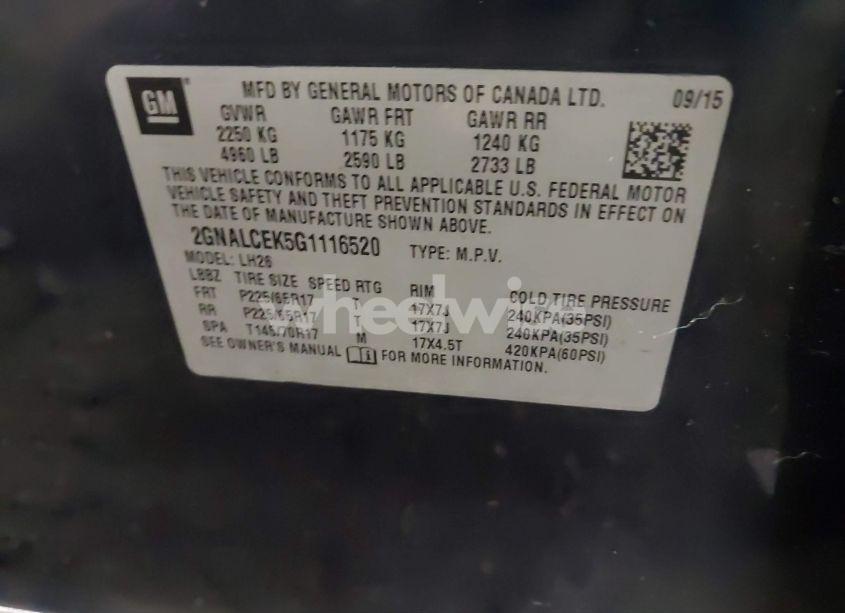 GM
MFD BY GENERAL MOTORS OF CANADA LTD. 09/15
GVWR GAWR FRT GAWR RR
2250 KG 1175 KG 1240 KG
4960 LB 2590 LB 2733 LB
THIS VEHICLE CONFORMS TO ALL APPLICABLE U.S. FEDERAL MOTOR
VEHICLE SAFETY AND THEFT PREVENTION STANDARDS IN EFFECT ON
THE DATE OF MANUFACTURE SHOWN ABOVE.
2GNALCEK5G1116520 TYPE: M.P.V.
MODEL: LH26
LBBZ TIRE SIZE SPEED RTG RIM COLD TIRE PRESSURE
FRT P225/65R17 T 17X7J 240KPA(35PSI)
RR P225/65R17 T 17X7J 240KPA(35PSI)
SPA T145/70R17 M 17X4.5T 420KPA(60PSI)
SEE OWNER'S MANUAL FOR MORE INFORMATION.